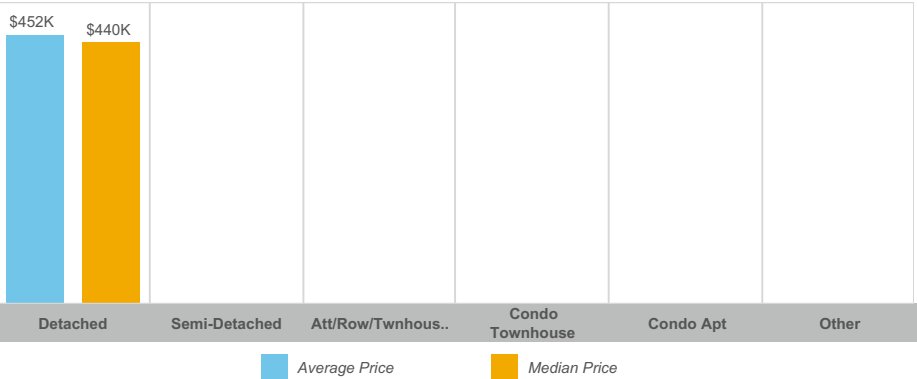 $452K
$440K
Detached
Semi-Detached
Att/Row/Twnhous..
Condo
Townhouse
Condo Apt
Other
Average Price
Median Price